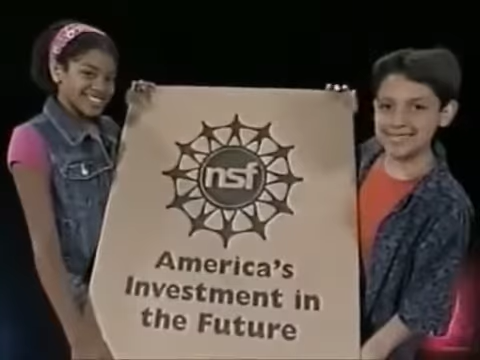 nsf
America's
Investment in
the Future